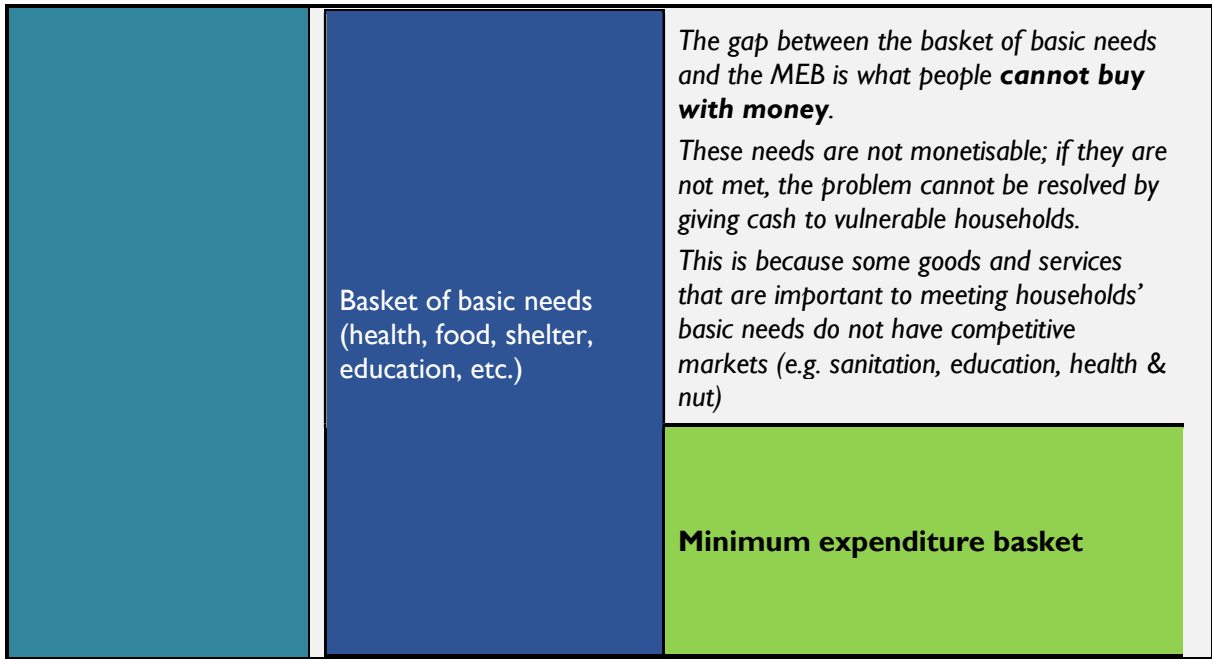 Basket of basic needs
(health, food, shelter,
education, etc.)
The gap between the basket of basic needs
and the MEB is what people cannot buy
with money.
These needs are not monetisable; if they are
not met, the problem cannot be resolved by
giving cash to vulnerable households.
This is because some goods and services
that are important to meeting households’
basic needs do not have competitive
markets (e.g. sanitation, education, health &
nut)
Minimum expenditure basket